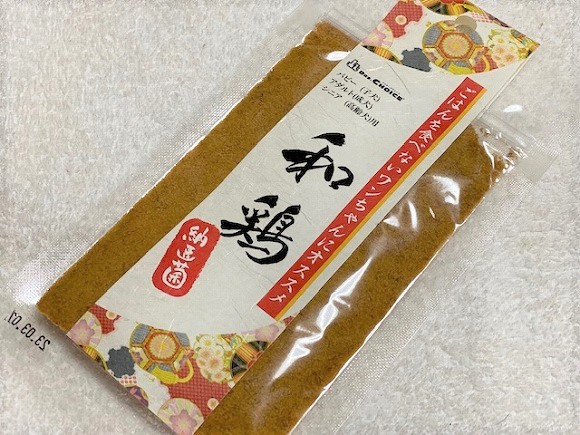 Dog CHOICE
パピー(子犬)
アダルト(成犬)
シニア(高齢犬)用
ごはんを食べないワンちゃんにオススメ
和鶏
納豆菌
23.03.07